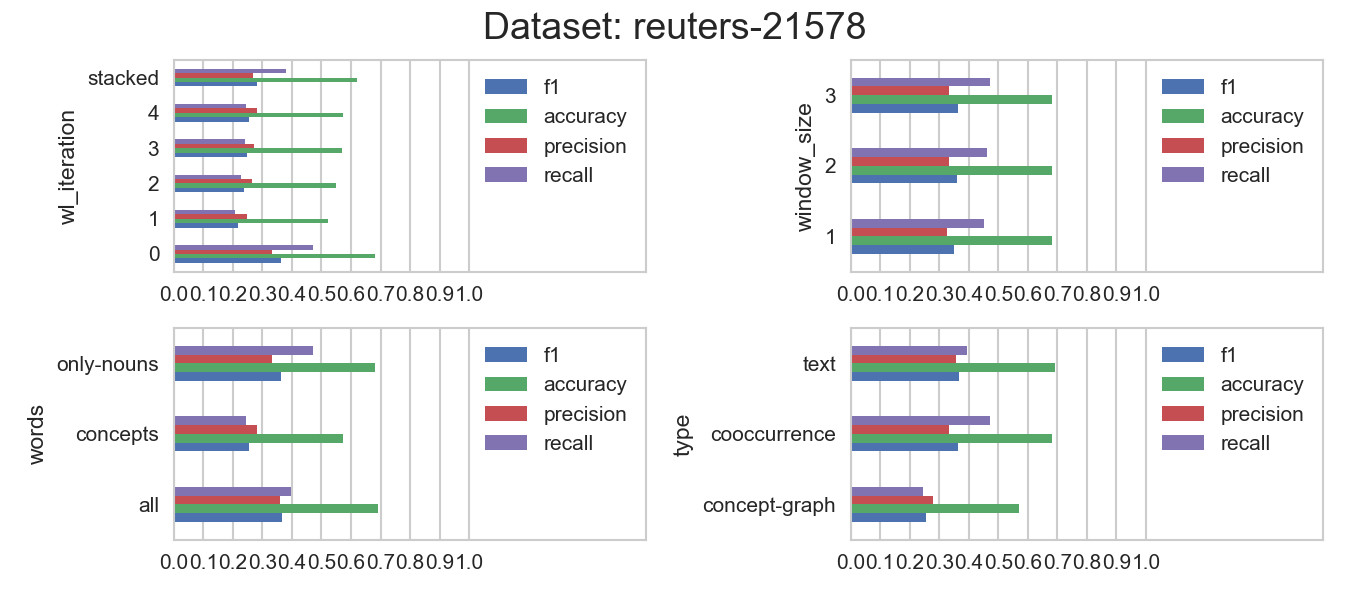 Dataset: reuters-21578
wl_iteration
stacked
4
3
2
1
0
0.0 0.1 0.2 0.3 0.4 0.5 0.6 0.7 0.8 0.9 1.0
f1
accuracy
precision
recall
window_size
3
2
1
0.0 0.1 0.2 0.3 0.4 0.5 0.6 0.7 0.8 0.9 1.0
f1
accuracy
precision
recall
words
only-nouns
concepts
all
0.0 0.1 0.2 0.3 0.4 0.5 0.6 0.7 0.8 0.9 1.0
f1
accuracy
precision
recall
type
text
cooccurrence
concept-graph
0.0 0.1 0.2 0.3 0.4 0.5 0.6 0.7 0.8 0.9 1.0
f1
accuracy
precision
recall